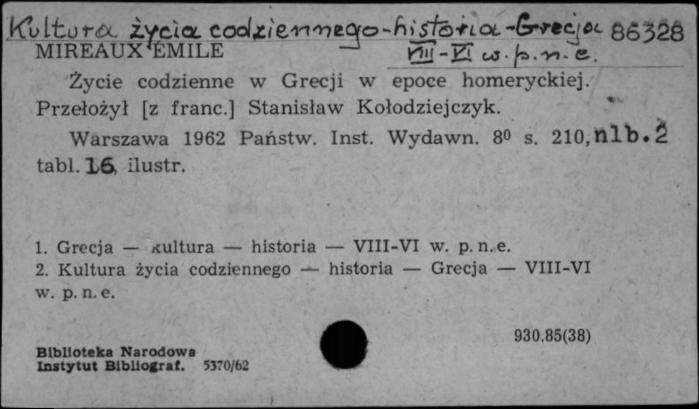 Kultura życia codziennego-historia-Grecja 86328
MIREAUX EMILE VIII-VI w.p.n.e.
Życie codzienne w Grecji w epoce homeryckiej.
Przełożył [z franc.] Stanisław Kołodziejczyk.
Warszawa 1962 Państw. Inst. Wydawn. 8⁰ s. 210, nlb. 2
tabl. 16, ilustr.
1. Grecja — kultura — historia — VIII-VI w. p. n. e.
2. Kultura życia codziennego — historia — Grecja — VIII-VI
w. p. n. e.
930.85(38)
Biblioteka Narodowa
Instytut Bibliograf. 5370/62